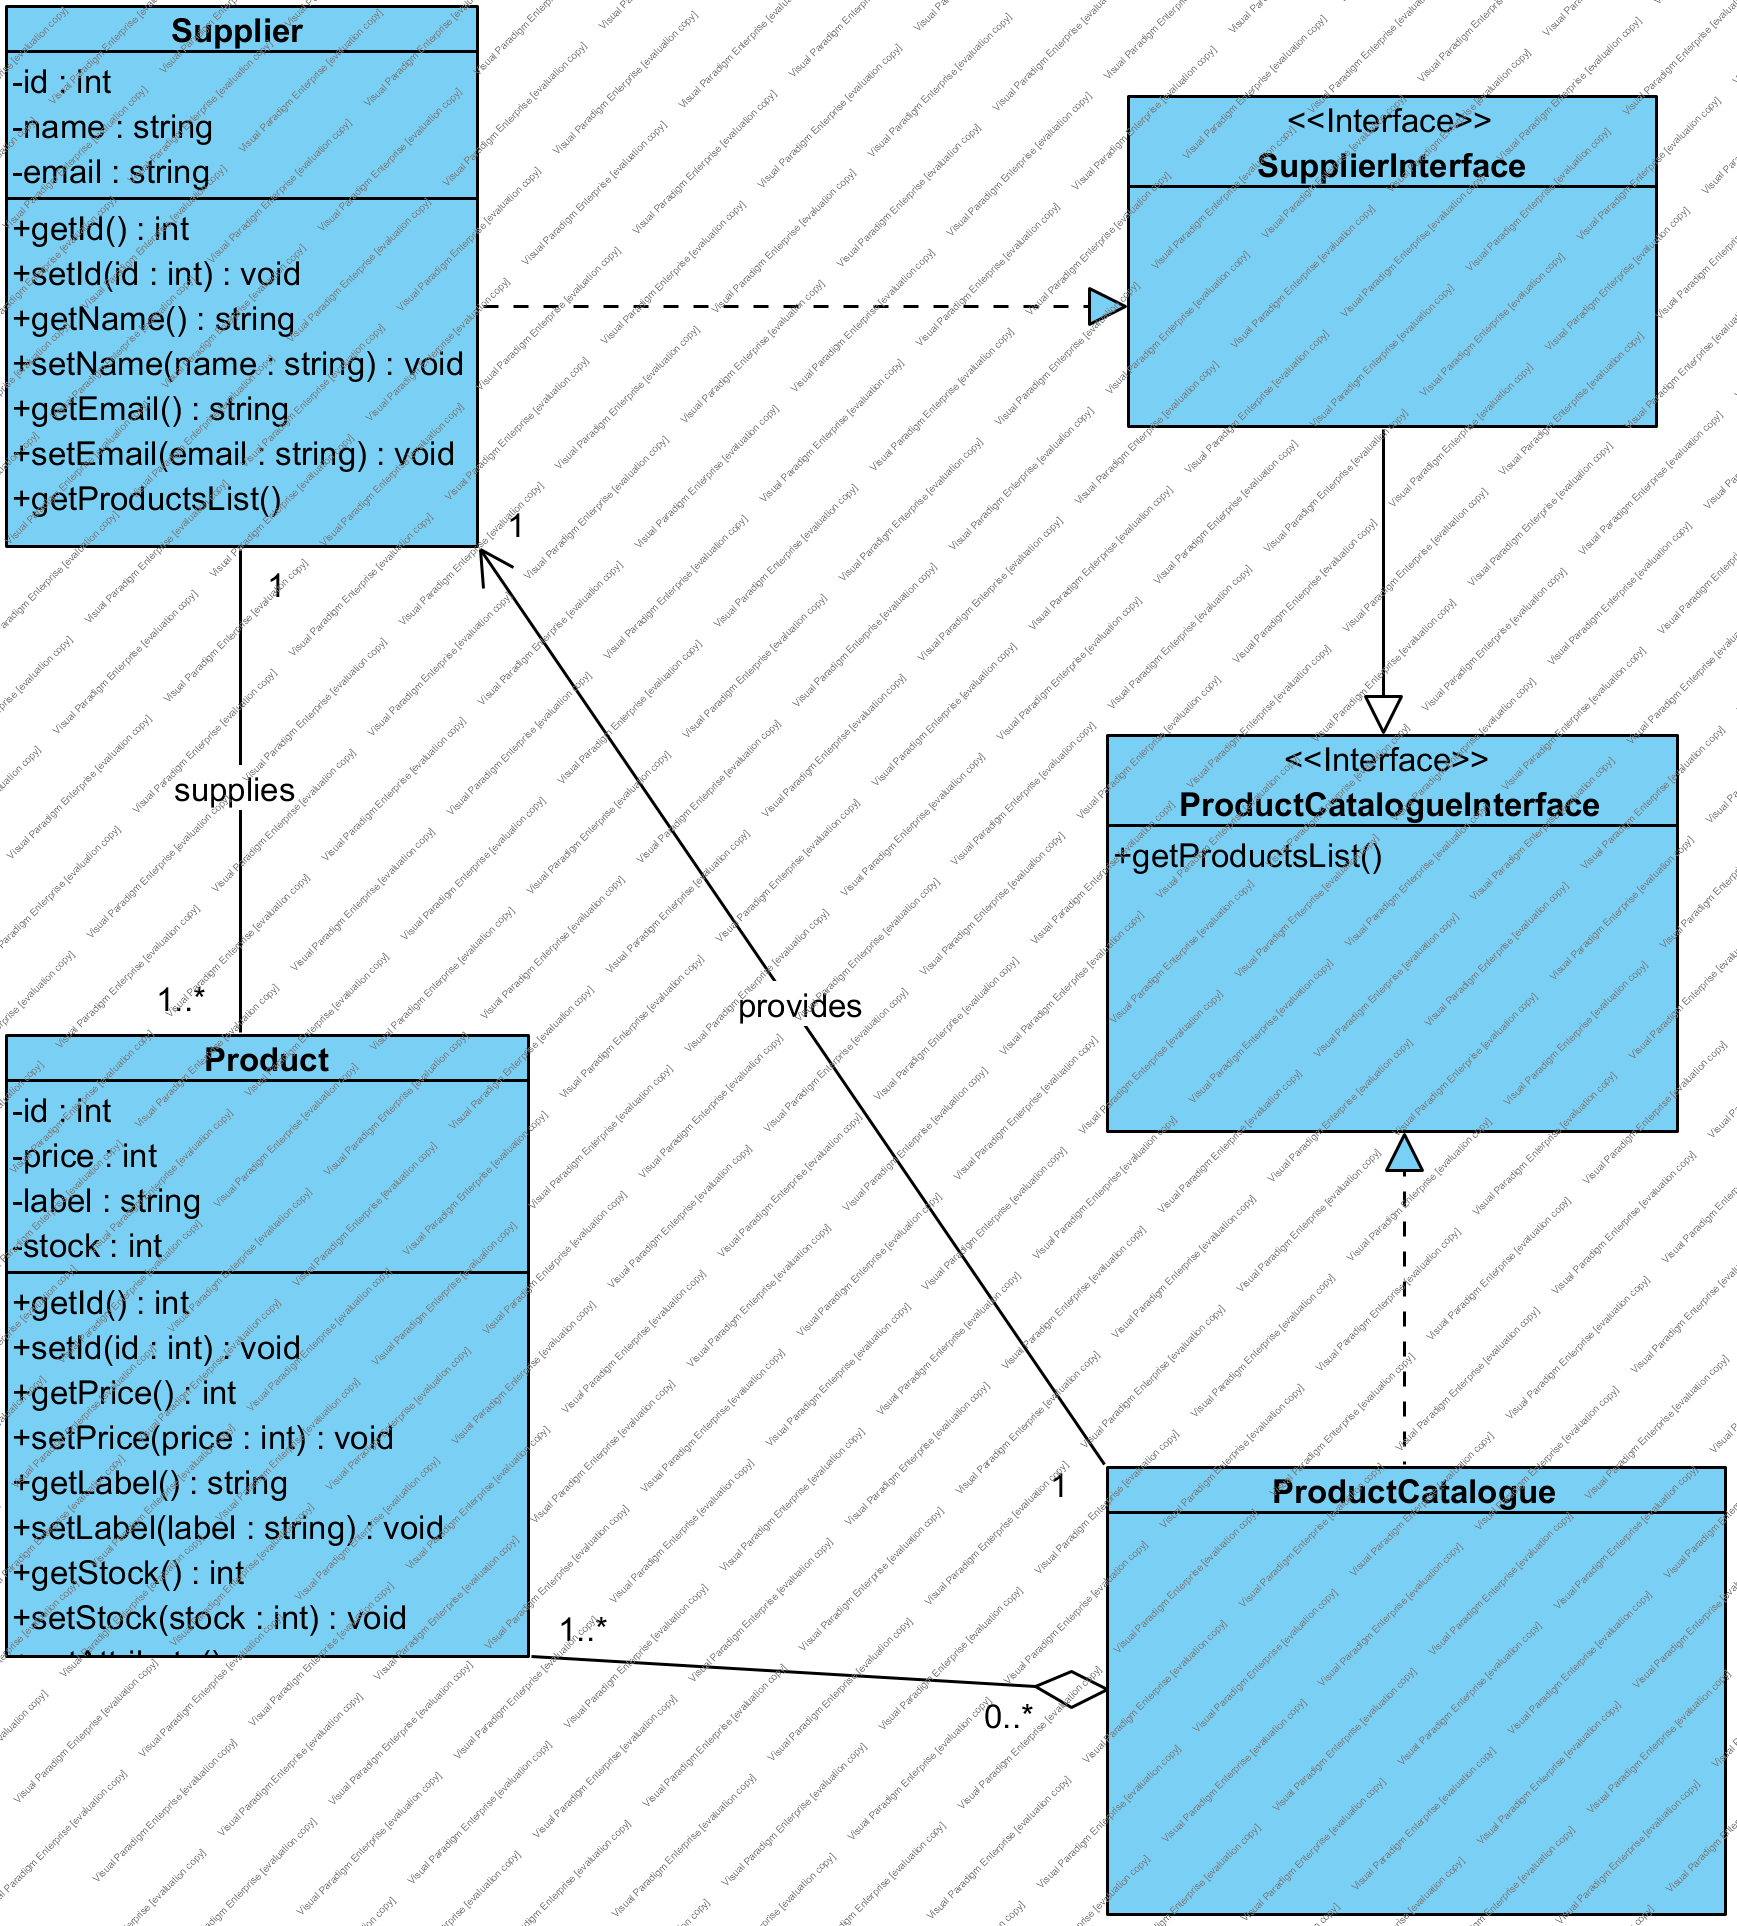 Supplier
-id : int
-name : string
-email : string
+getId() : int
+setId(id : int) : void
+getName() : string
+setName(name : string) : void
+getEmail() : string
+setEmail(email : string) : void
+getProductsList()
<<Interface>>
SupplierInterface
1
1
supplies
1..*
<<Interface>>
ProductCatalogueInterface
+getProductsList()
provides
Product
-id : int
-price : int
-label : string
-stock : int
+getId() : int
+setId(id : int) : void
+getPrice() : int
+setPrice(price : int) : void
+getLabel() : string
+setLabel(label : string) : void
+getStock() : int
+setStock(stock : int) : void
1
ProductCatalogue
1..*
0..*
Visual Paradigm Enterprise [evaluation copy]